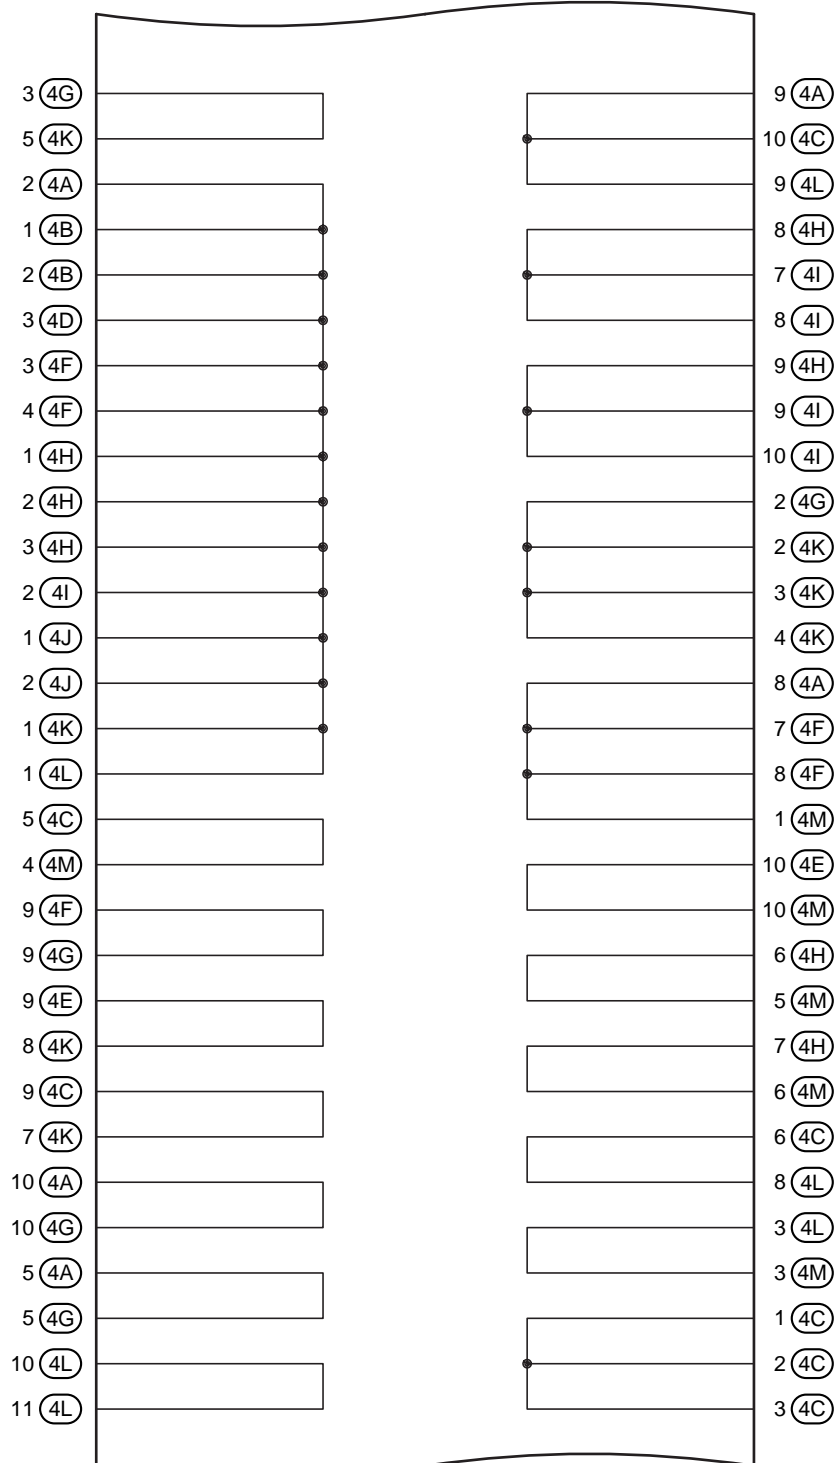 3 4G
5 4K
2 4A
1 4B
2 4B
3 4D
3 4F
4 4F
1 4H
2 4H
3 4H
2 4I
1 4J
2 4J
1 4K
1 4L
5 4C
4 4M
9 4F
9 4G
9 4E
8 4K
9 4C
7 4K
10 4A
10 4G
5 4A
5 4G
10 4L
11 4L
9 4A
10 4C
9 4L
8 4H
7 4I
8 4I
9 4H
9 4I
10 4I
2 4G
2 4K
3 4K
4 4K
8 4A
7 4F
8 4F
1 4M
10 4E
10 4M
6 4H
5 4M
7 4H
6 4M
6 4C
8 4L
3 4L
3 4M
1 4C
2 4C
3 4C